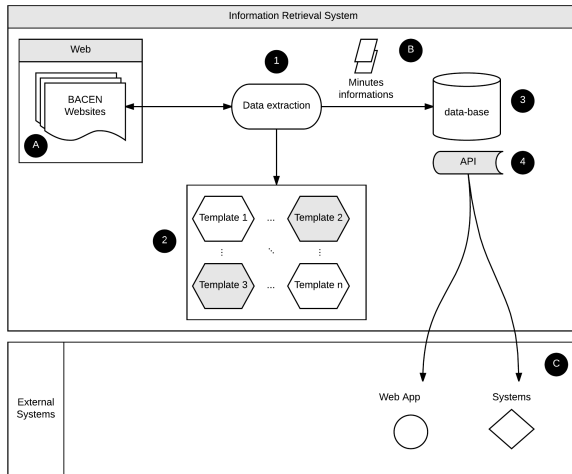 Information Retrieval System
Web
BACEN
Websites
A
1
Data extraction
B
Minutes
informations
data-base
3
API
4
2
Template 1
...
Template 2
⋮
⋱
⋮
Template 3
...
Template n
External
Systems
C
Web App
Systems